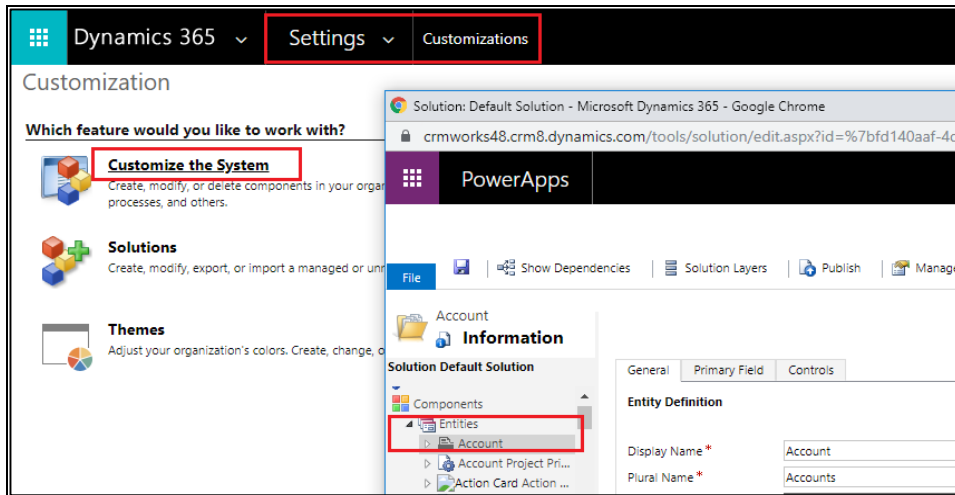 Dynamics 365 Settings Customizations
Customization
Which feature would you like to work with?
Customize the System
Create, modify, or delete components in your orga
processes, and others.
Solutions
Create, modify, export, or import a managed or unm
Themes
Adjust your organization's colors. Create, change, o
Solution: Default Solution - Microsoft Dynamics 365 - Google Chrome
crmworks48.crm8.dynamics.com/tools/solution/edit.aspx?id=%7bfd140aaf-4d
PowerApps
File Show Dependencies Solution Layers Publish Manage
Account
Information
Solution Default Solution
Components
Entities
Account
Account Project Pri...
Action Card Action ...
General Primary Field Controls
Entity Definition
Display Name * Account
Plural Name * Accounts